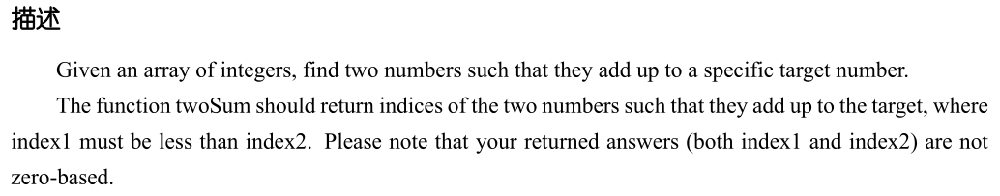 描述
Given an array of integers, find two numbers such that they add up to a specific target number.
The function twoSum should return indices of the two numbers such that they add up to the target, where
index1 must be less than index2. Please note that your returned answers (both index1 and index2) are not
zero-based.